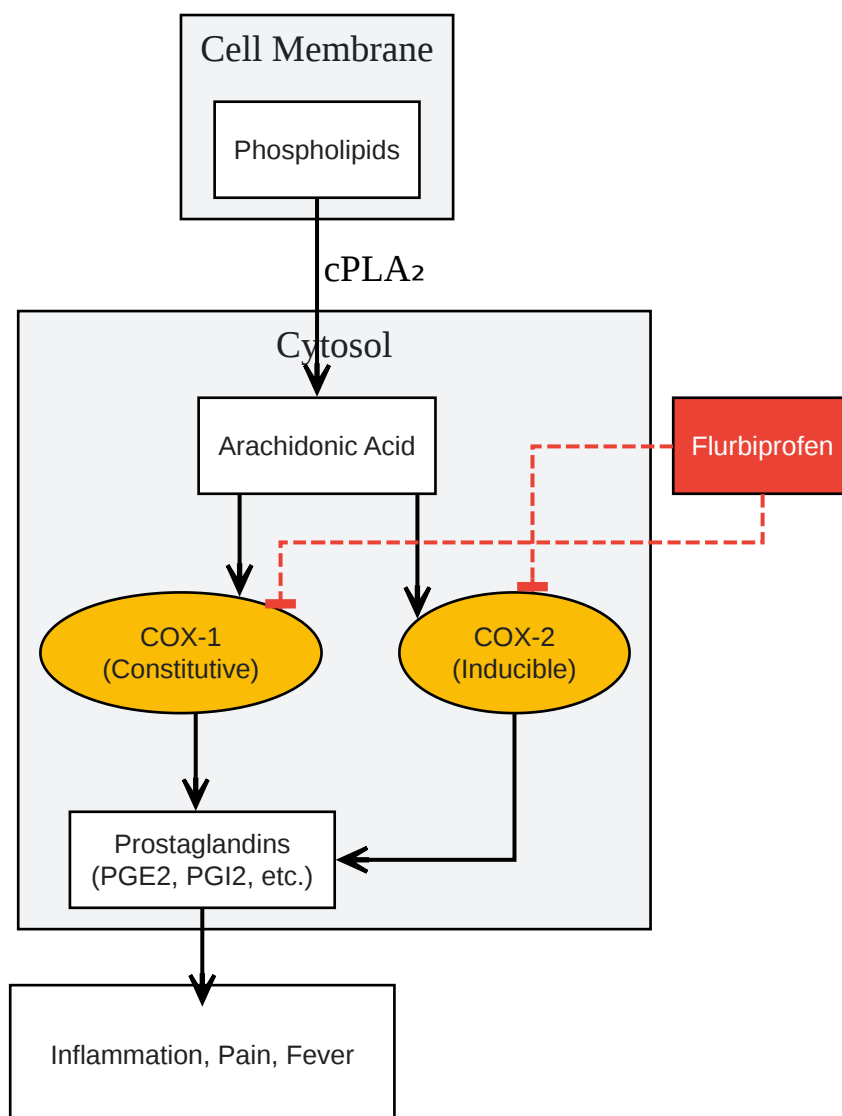 Cell Membrane
Phospholipids
cPLA₂
Cytosol
Arachidonic Acid
Flurbiprofen
COX-1
(Constitutive)
COX-2
(Inducible)
Prostaglandins
(PGE2, PGI2, etc.)
Inflammation, Pain, Fever